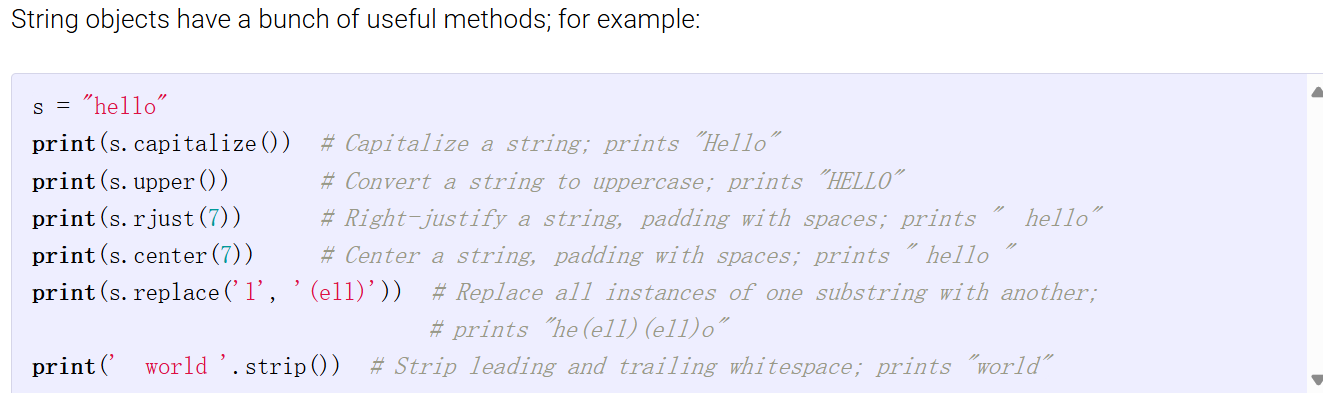 String objects have a bunch of useful methods; for example:
s = "hello"
print(s.capitalize())  # Capitalize a string; prints "Hello"
print(s.upper())       # Convert a string to uppercase; prints "HELLO"
print(s.rjust(7))      # Right-justify a string, padding with spaces; prints "  hello"
print(s.center(7))     # Center a string, padding with spaces; prints " hello "
print(s.replace('l', '(ell)'))  # Replace all instances of one substring with another;
                                # prints "he(ell)(ell)o"
print('  world '.strip())  # Strip leading and trailing whitespace; prints "world"